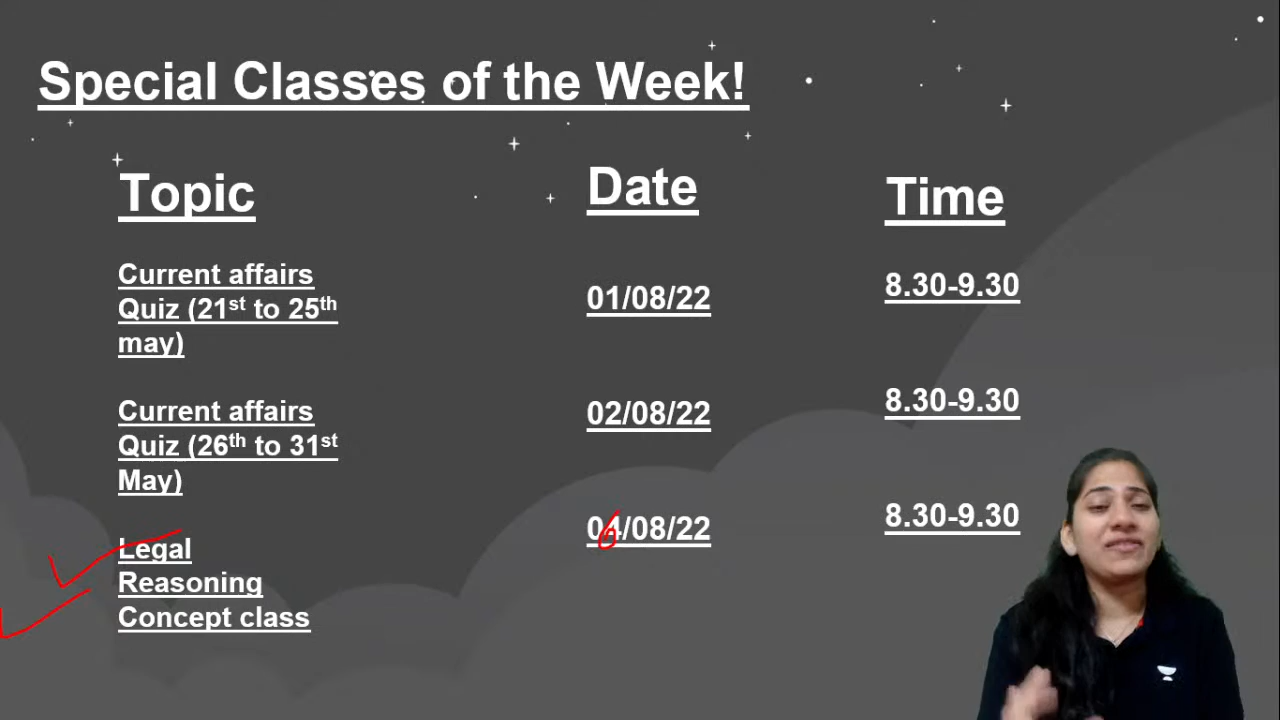 Special Classes of the Week!
Topic
Date
Time
Current affairs
Quiz (21st to 25th
may)
01/08/22
8.30-9.30
Current affairs
Quiz (26th to 31st
May)
02/08/22
8.30-9.30
Legal
Reasoning
Concept class
04/08/22
6
8.30-9.30